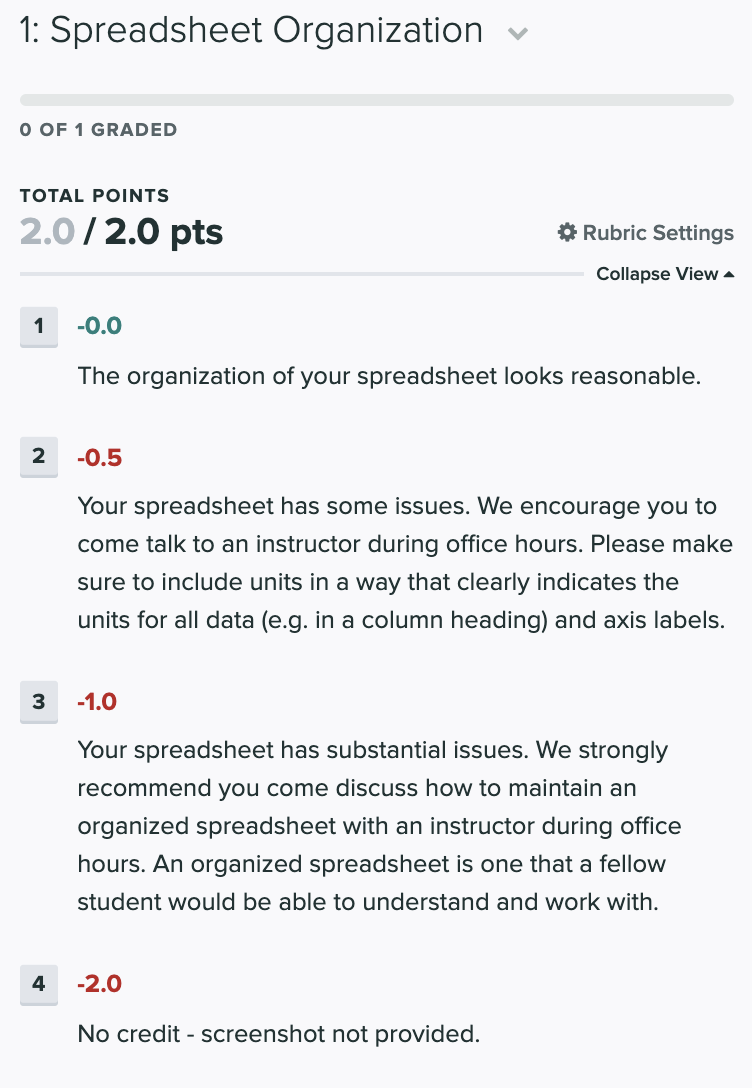 1: Spreadsheet Organization
0 OF 1 GRADED
TOTAL POINTS
2.0 / 2.0 pts
Rubric Settings
Collapse View
1 -0.0
The organization of your spreadsheet looks reasonable.
2 -0.5
Your spreadsheet has some issues. We encourage you to
come talk to an instructor during office hours. Please make
sure to include units in a way that clearly indicates the
units for all data (e.g. in a column heading) and axis labels.
3 -1.0
Your spreadsheet has substantial issues. We strongly
recommend you come discuss how to maintain an
organized spreadsheet with an instructor during office
hours. An organized spreadsheet is one that a fellow
student would be able to understand and work with.
4 -2.0
No credit - screenshot not provided.